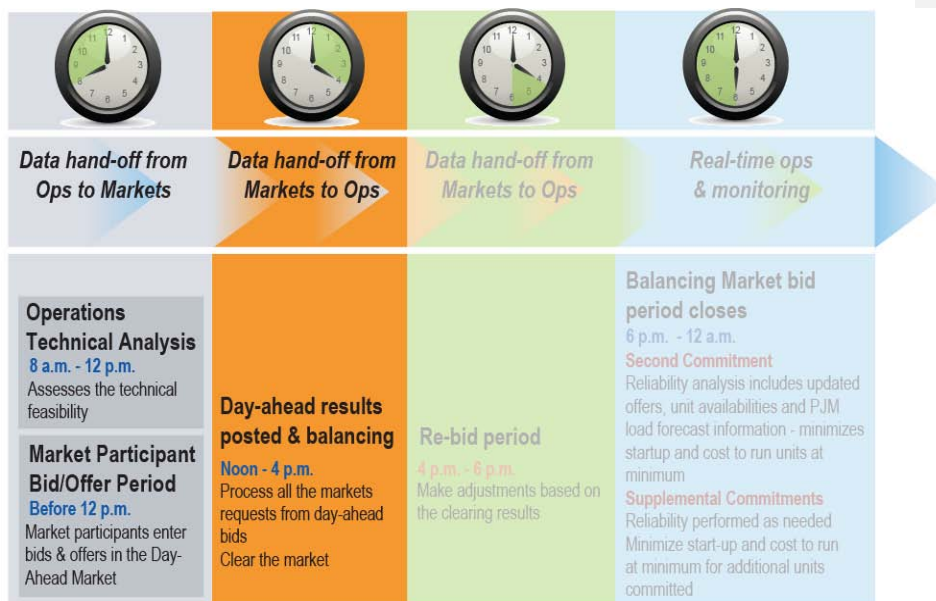 Data hand-off from
Ops to Markets
Data hand-off from
Markets to Ops
Data hand-off from
Markets to Ops
Real-time ops
& monitoring
Operations
Technical Analysis
8 a.m. - 12 p.m.
Assesses the technical
feasibility
Market Participant
Bid/Offer Period
Before 12 p.m.
Market participants enter
bids & offers in the Day-
Ahead Market
Day-ahead results
posted & balancing
Noon - 4 p.m.
Process all the markets
requests from day-ahead
bids
Clear the market
Re-bid period
4 p.m. - 6 p.m.
Make adjustments based on
the clearing results
Balancing Market bid
period closes
6 p.m. - 12 a.m.
Second Commitment
Reliability analysis includes updated
offers, unit availabilities and PJM
load forecast information - minimizes
startup and cost to run units at
minimum
Supplemental Commitments
Reliability performed as needed
Minimize start-up and cost to run
at minimum for additional units
committed